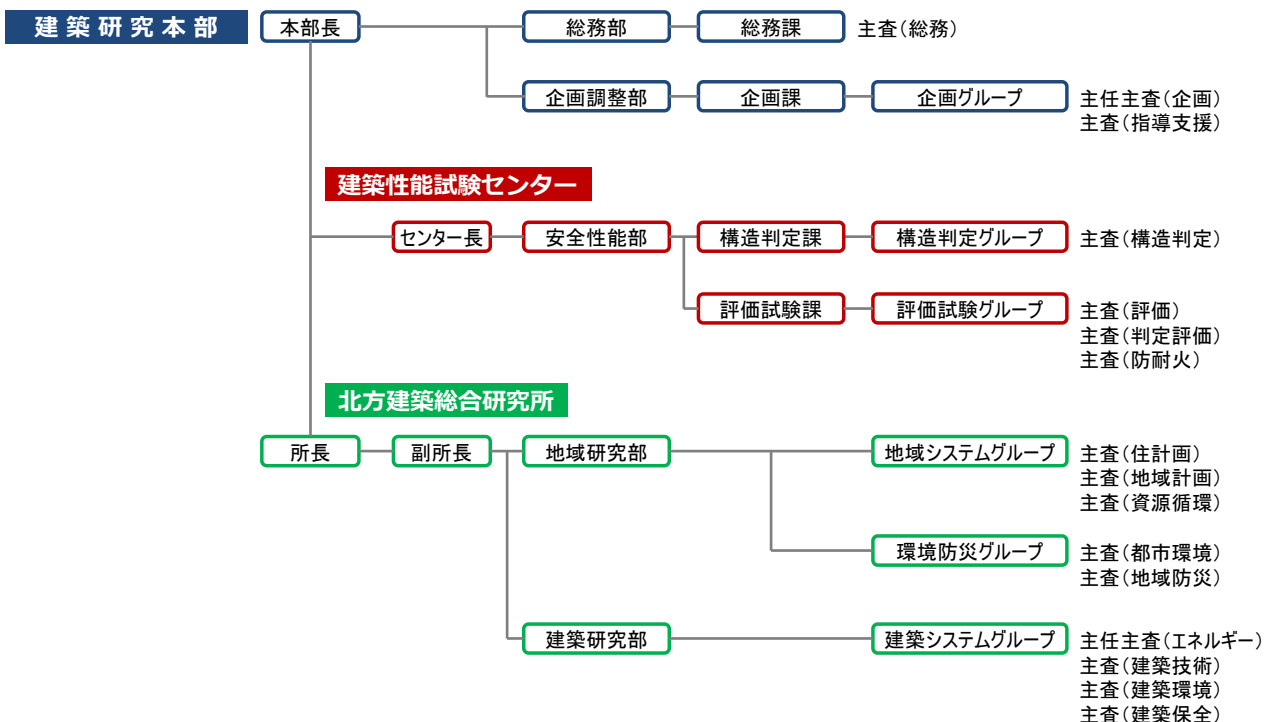 建築研究本部
本部長
総務部
総務課
主査（総務）
企画調整部
企画課
企画グループ
主任主査（企画）
主査（指導支援）
建築性能試験センター
センター長
安全性能部
構造判定課
構造判定グループ
主査（構造判定）
評価試験課
評価試験グループ
主査（評価）
主査（判定評価）
主査（防耐火）
北方建築総合研究所
所長
副所長
地域研究部
地域システムグループ
主査（住計画）
主査（地域計画）
主査（資源循環）
環境防災グループ
主査（都市環境）
主査（地域防災）
建築研究部
建築システムグループ
主任主査（エネルギー）
主査（建築技術）
主査（建築環境）
主査（建築保全）